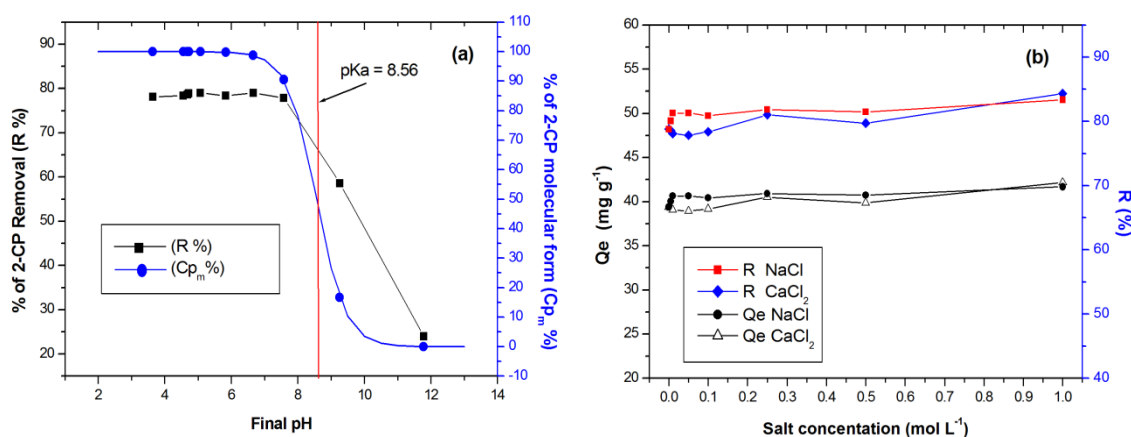 (a)
pKa = 8.56
% of 2-CP Removal (R %)
90
80
70
60
50
40
30
20
(R %)
(Cpm%)
110
100
90
80
70
60
50
40
30
20
10
0
-10
% of 2-CP molecular form (Cpm %)
2 4 6 8 10 12 14
Final pH
(b)
Qe (mg g-1)
60
55
50
45
40
35
30
25
20
R NaCl
R CaCl2
Qe NaCl
Qe CaCl2
90
80
70
60
50
40
R (%)
0.0 0.1 0.2 0.3 0.4 0.5 0.6 0.7 0.8 0.9 1.0
Salt concentration (mol L-1)